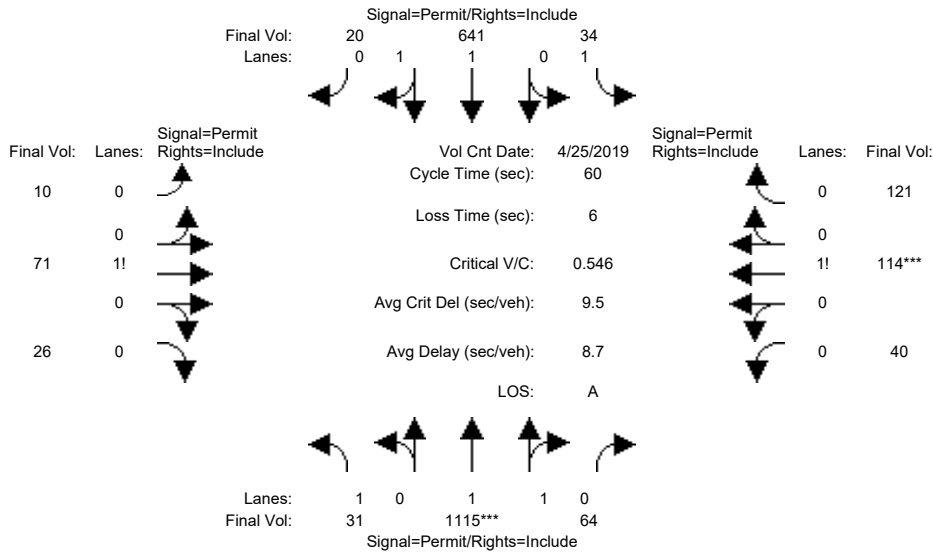 Signal=Permit/Rights=Include
Final Vol: 20 641 34
Lanes: 0 1 1 0 1
Signal=Permit
Final Vol: Lanes: Rights=Include
Vol Cnt Date: 4/25/2019
Signal=Permit
Rights=Include Lanes: Final Vol:
Cycle Time (sec): 60
10 0
0 121
Loss Time (sec): 6
0
0
71 1!
Critical V/C: 0.546
1! 114***
0
Avg Crit Del (sec/veh): 9.5
0
26 0
Avg Delay (sec/veh): 8.7
0 40
LOS: A
Lanes: 1 0 1 1 0
Final Vol: 31 1115*** 64
Signal=Permit/Rights=Include